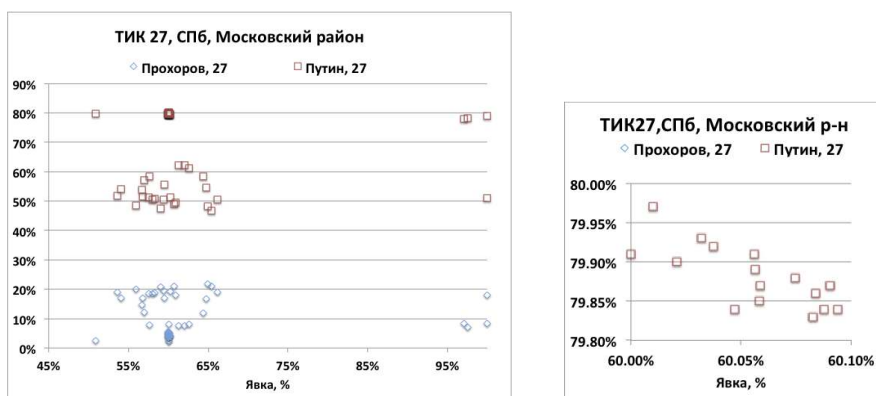 ТИК 27, СПб, Московский район
Прохоров, 27 Путин, 27
90%
80%
70%
60%
50%
40%
30%
20%
10%
0%
45% 55% 65% 75% 85% 95%
Явка, %
ТИК27,СПб, Московский р-н
Прохоров, 27 Путин, 27
80.00%
79.95%
79.90%
79.85%
79.80%
60.00% 60.05% 60.10%
Явка, %